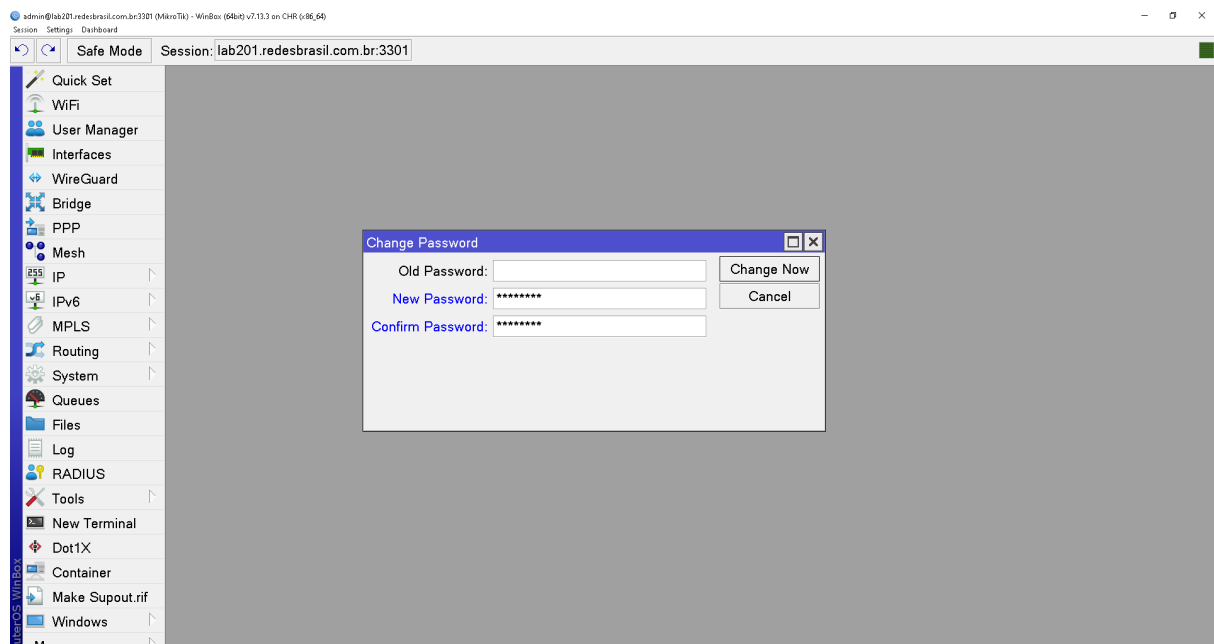 admin@lab201.redesbrasil.com.br:3301 (MikroTik) - WinBox (64bit) v7.13.3 on CHR (x86_64)
Session Settings Dashboard
Safe Mode Session: lab201.redesbrasil.com.br:3301
Quick Set
WiFi
User Manager
Interfaces
WireGuard
Bridge
PPP
Mesh
255 IP
v6 IPv6
MPLS
Routing
System
Queues
Files
Log
RADIUS
Tools
New Terminal
Dot1X
Container
Make Supout.rif
Windows
uterOS WinBox
Change Password
Old Password: Change Now
New Password: ******** Cancel
Confirm Password: ********